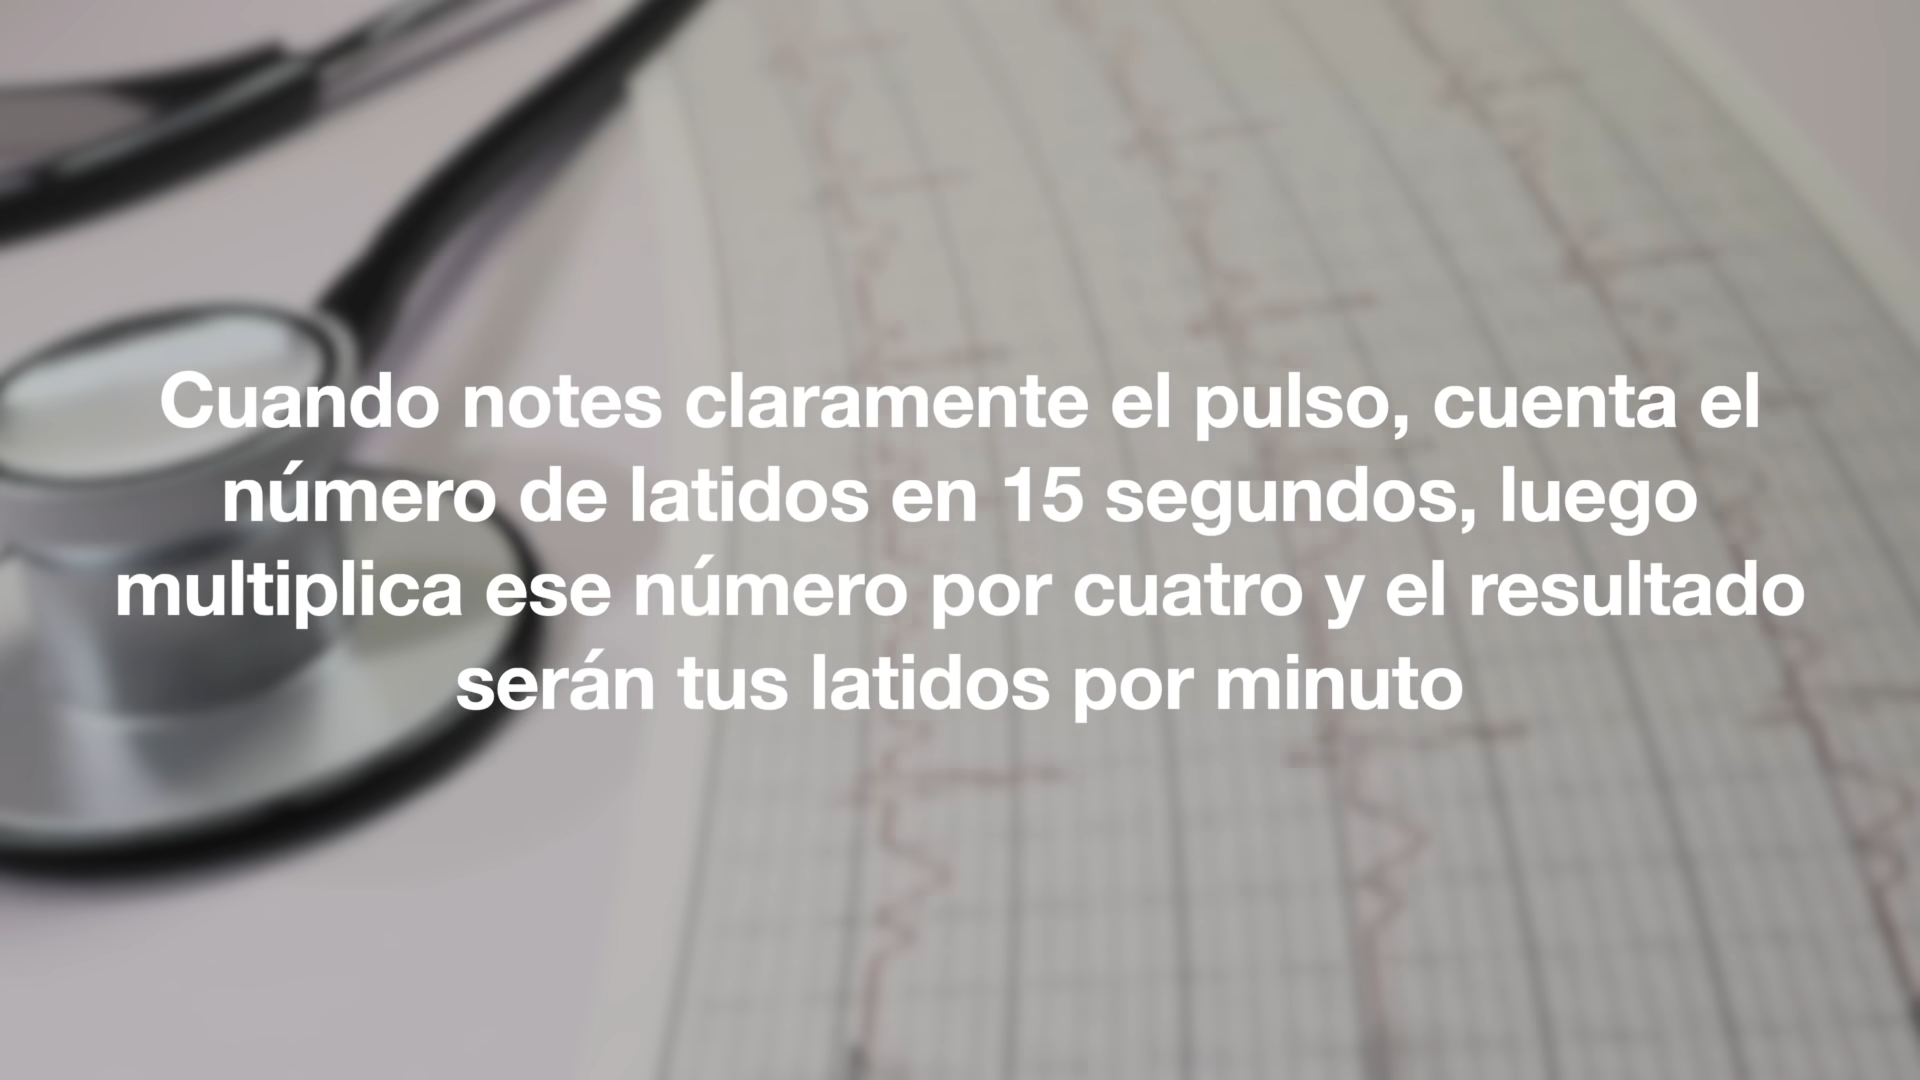 Cuando notes claramente el pulso, cuenta el
número de latidos en 15 segundos, luego
multiplica ese número por cuatro y el resultado
serán tus latidos por minuto